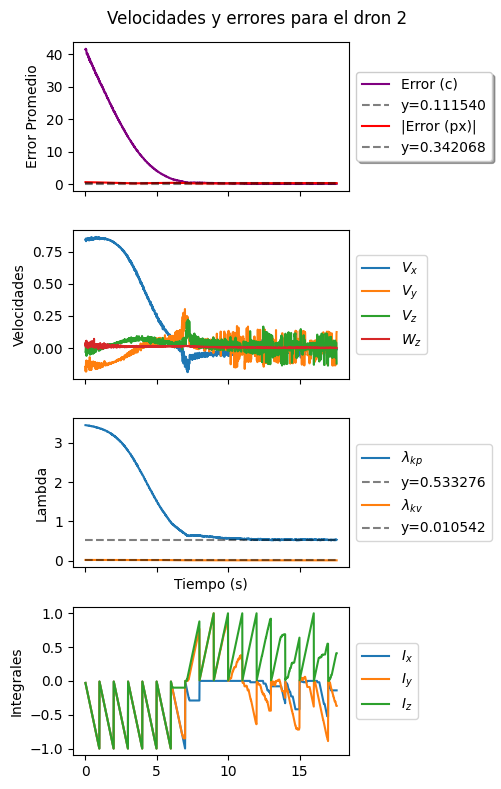 Velocidades y errores para el dron 2
40
30
20
10
0
Error Promedio
Error (c)
y=0.111540
|Error (px)|
y=0.342068
0.75
0.50
0.25
0.00
Velocidades
Vx
Vy
Vz
Wz
3
2
1
0
Lambda
λkp
y=0.533276
λkv
y=0.010542
Tiempo (s)
1.0
0.5
0.0
−0.5
−1.0
Integrales
Ix
Iy
Iz
0 5 10 15